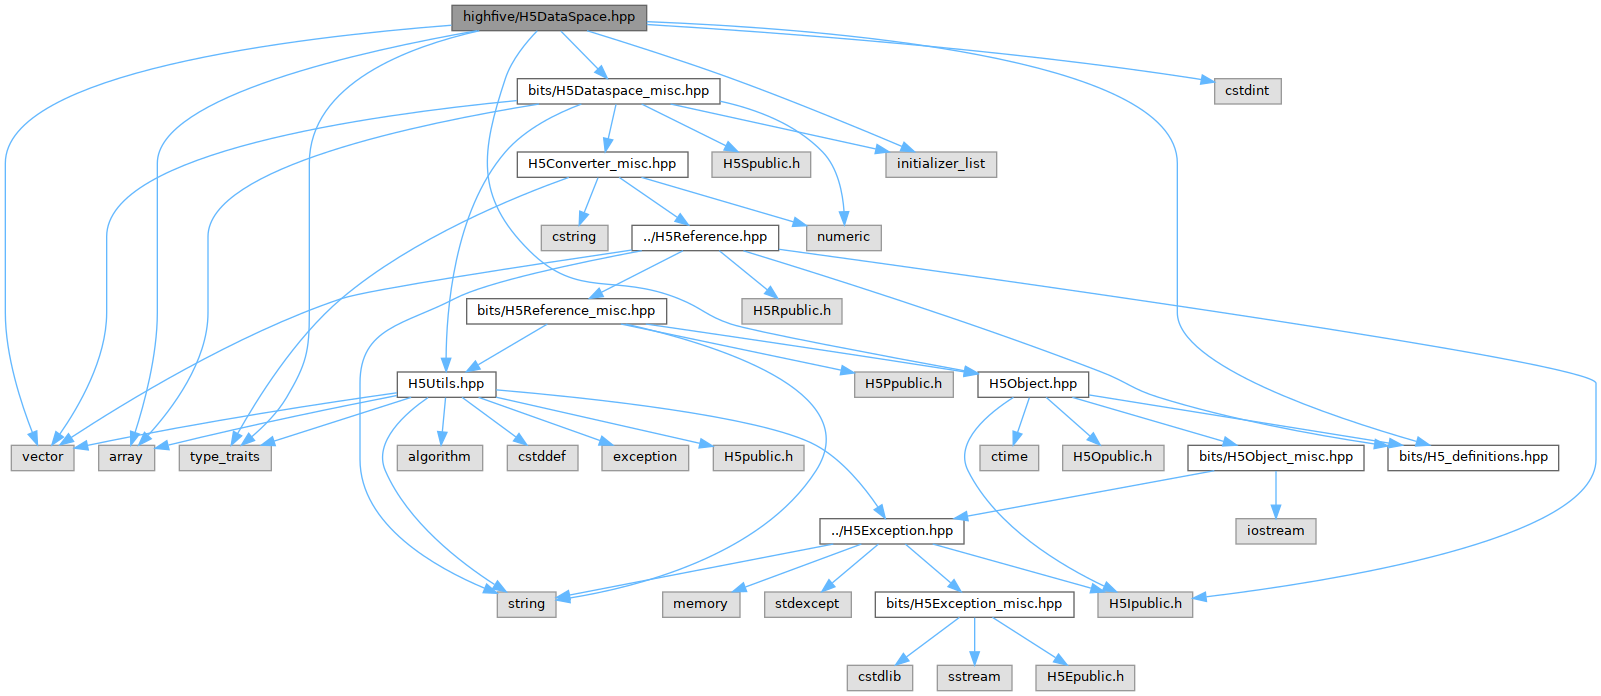 highfive/H5DataSpace.hpp
bits/H5Dataspace_misc.hpp
cstdint
H5Converter_misc.hpp
H5Spublic.h
initializer_list
cstring
../H5Reference.hpp
numeric
bits/H5Reference_misc.hpp
H5Rpublic.h
H5Utils.hpp
H5Ppublic.h
H5Object.hpp
vector
array
type_traits
algorithm
cstddef
exception
H5public.h
ctime
H5Opublic.h
bits/H5Object_misc.hpp
bits/H5_definitions.hpp
../H5Exception.hpp
iostream
string
memory
stdexcept
bits/H5Exception_misc.hpp
H5Ipublic.h
cstdlib
sstream
H5Epublic.h